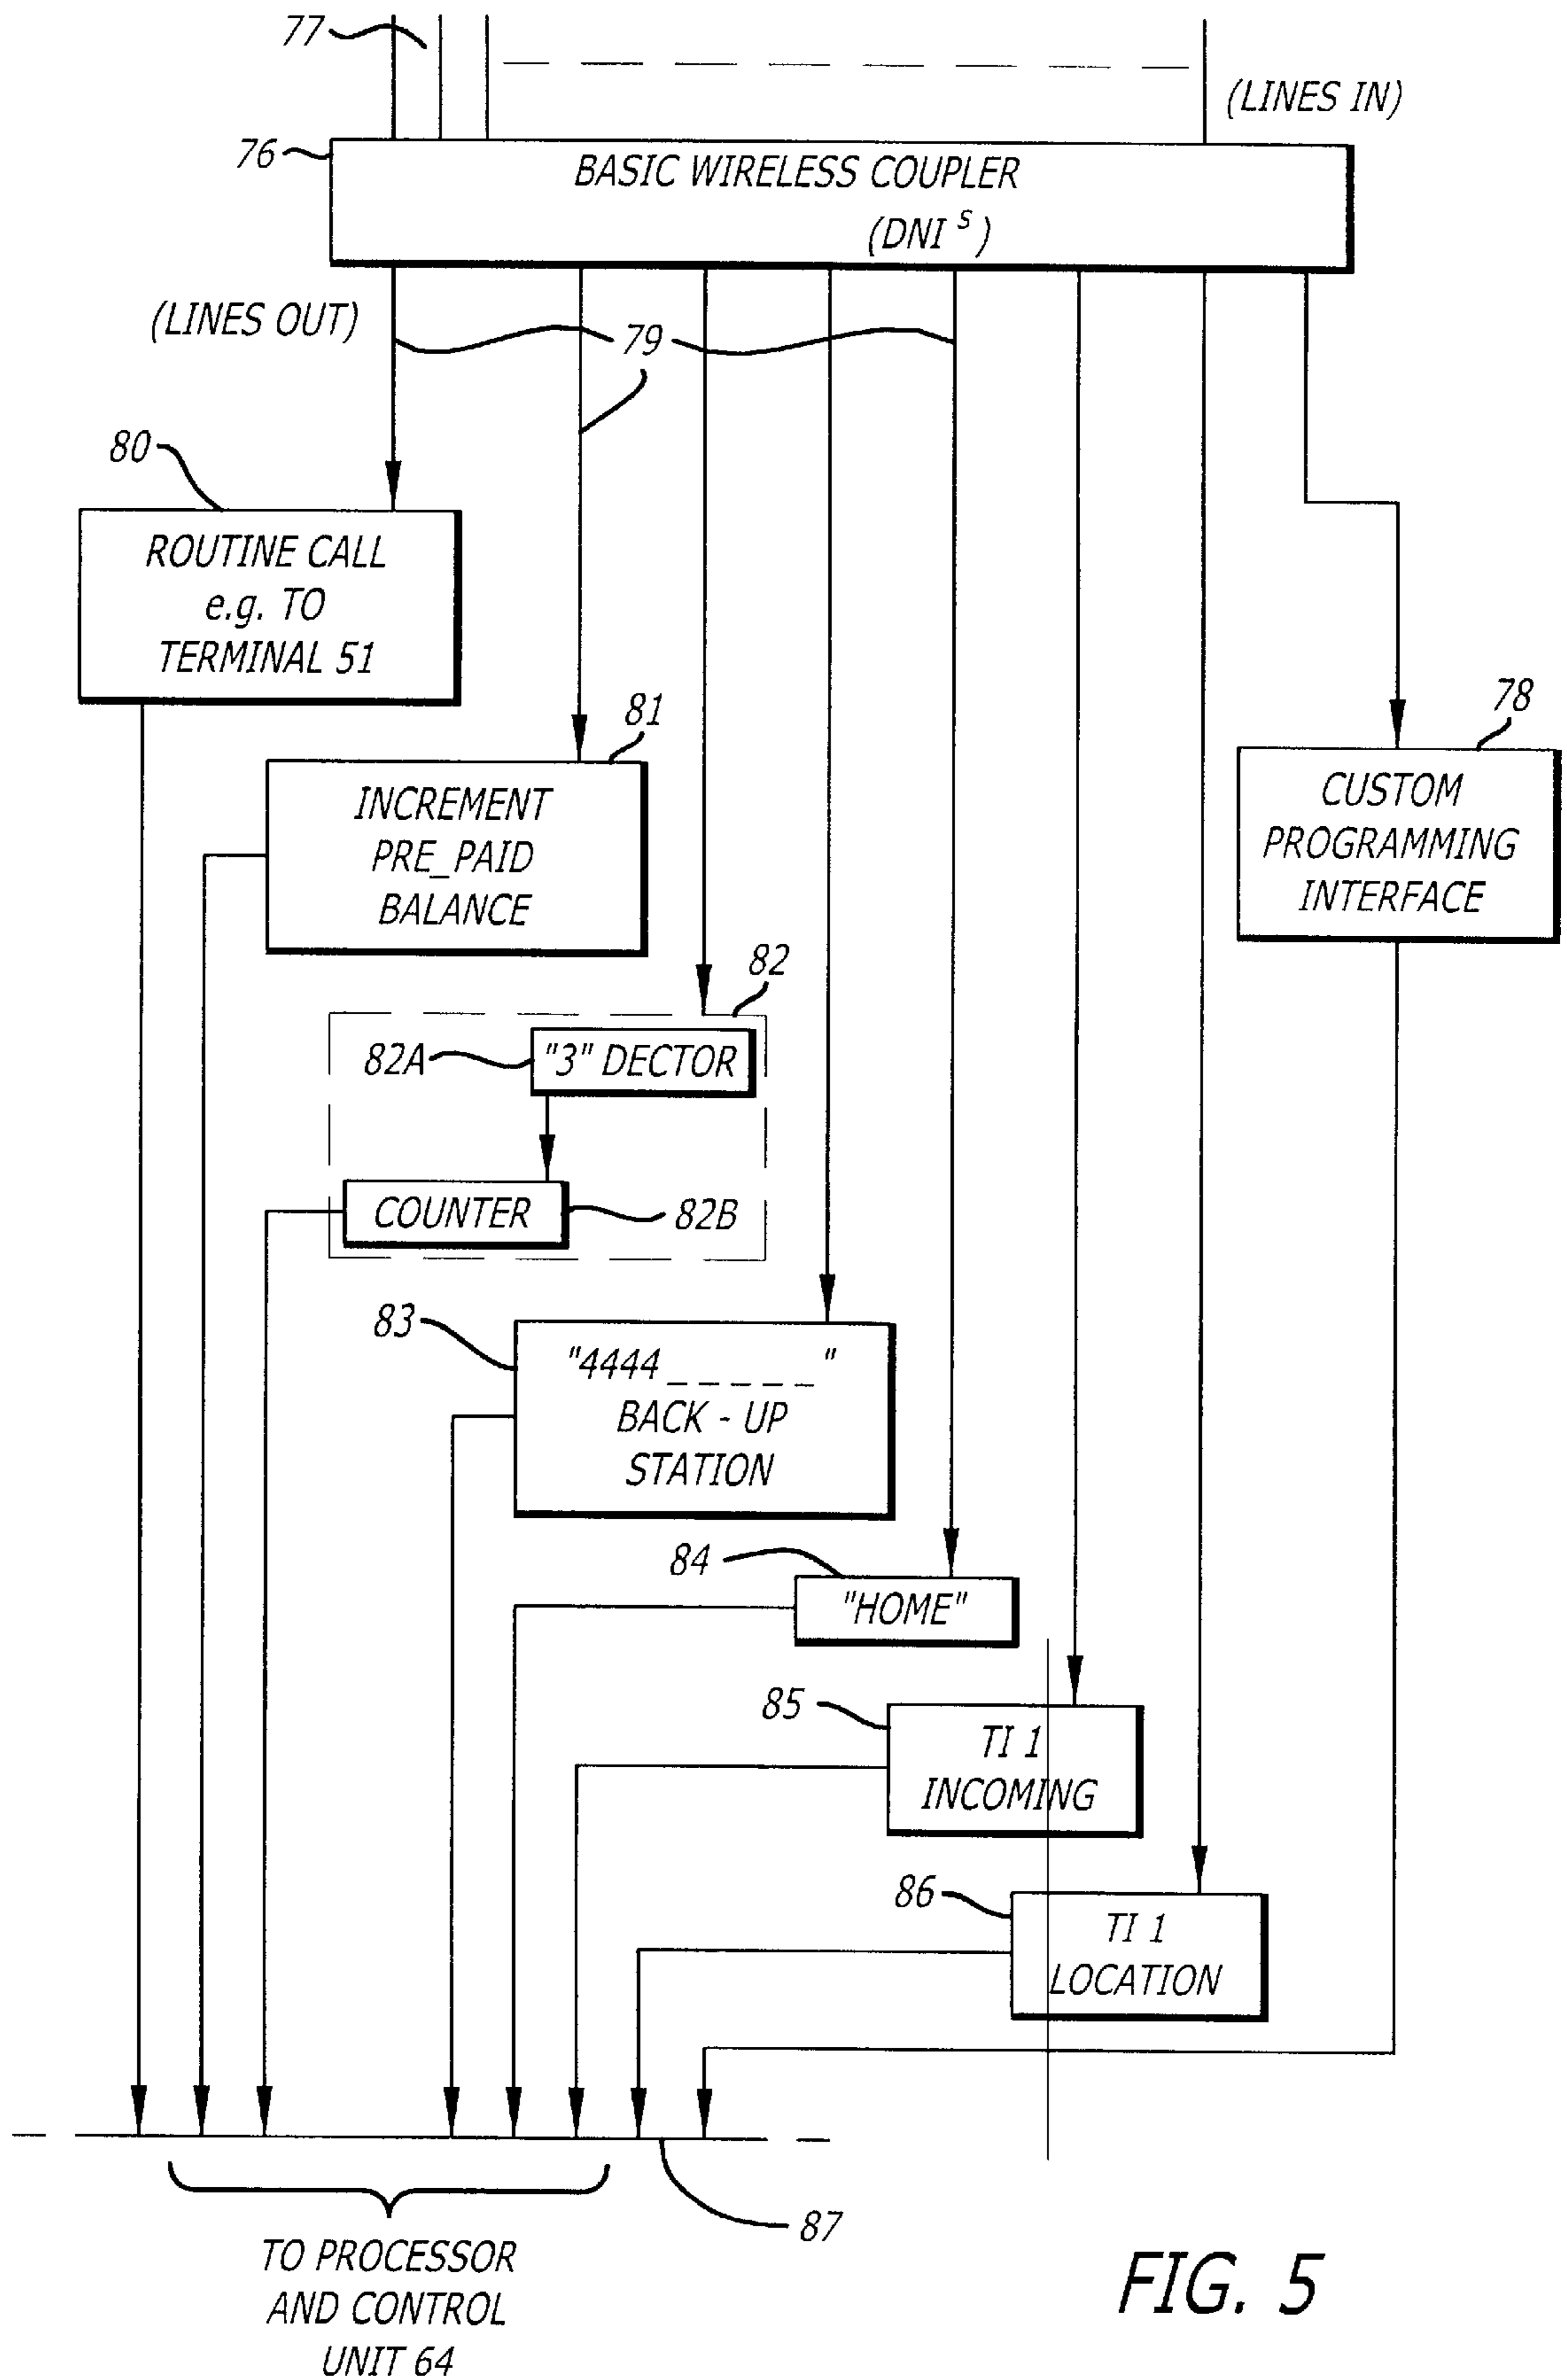 77
(LINES IN)
76
BASIC WIRELESS COUPLER
(DNI S)
(LINES OUT)
79
80
ROUTINE CALL
e.g. TO
TERMINAL 51
81
INCREMENT
PRE_PAID
BALANCE
78
CUSTOM
PROGRAMMING
INTERFACE
82
82A
"3" DECTOR
COUNTER
82B
83
"4444_ _ _ _ _"
BACK - UP
STATION
84
"HOME"
85
TI 1
INCOMING
86
TI 1
LOCATION
87
TO PROCESSOR
AND CONTROL
UNIT 64
FIG. 5